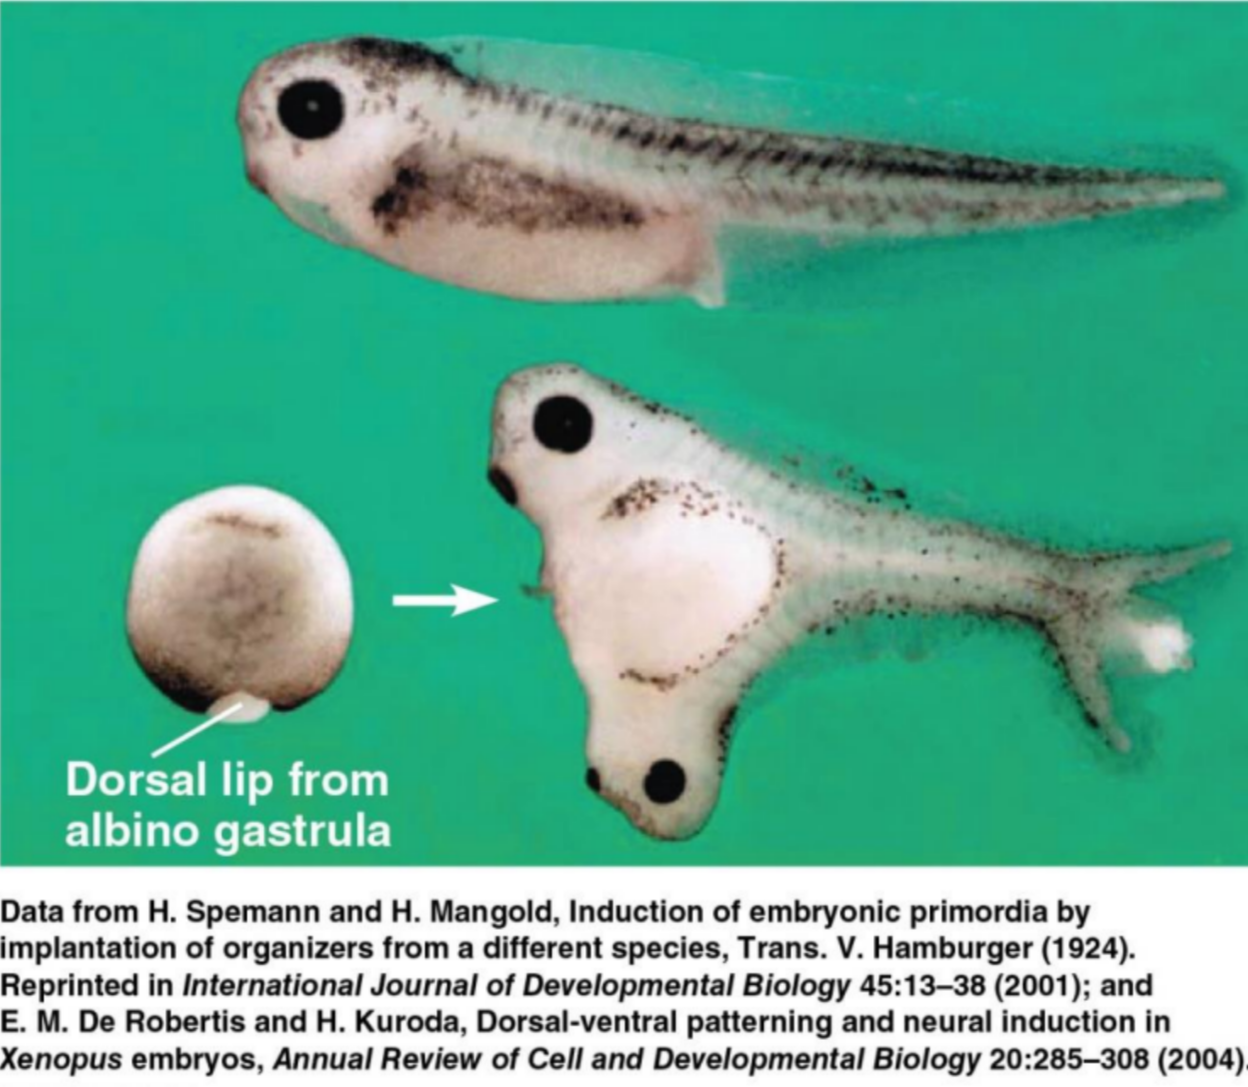 Dorsal lip from
albino gastrula
Data from H. Spemann and H. Mangold, Induction of embryonic primordia by
implantation of organizers from a different species, Trans. V. Hamburger (1924).
Reprinted in International Journal of Developmental Biology 45:13–38 (2001); and
E. M. De Robertis and H. Kuroda, Dorsal-ventral patterning and neural induction in
Xenopus embryos, Annual Review of Cell and Developmental Biology 20:285–308 (2004).